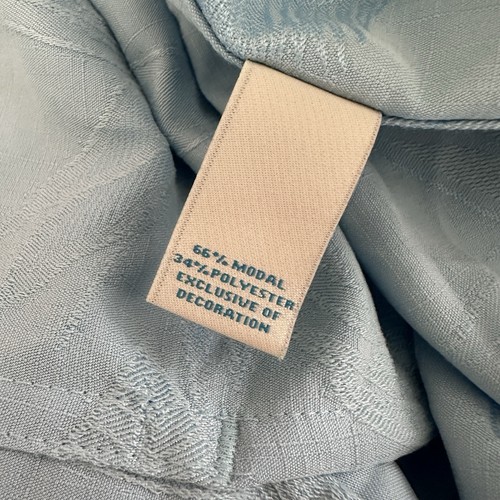 66% MODAL
34% POLYESTER
EXCLUSIVE OF
DECORATION